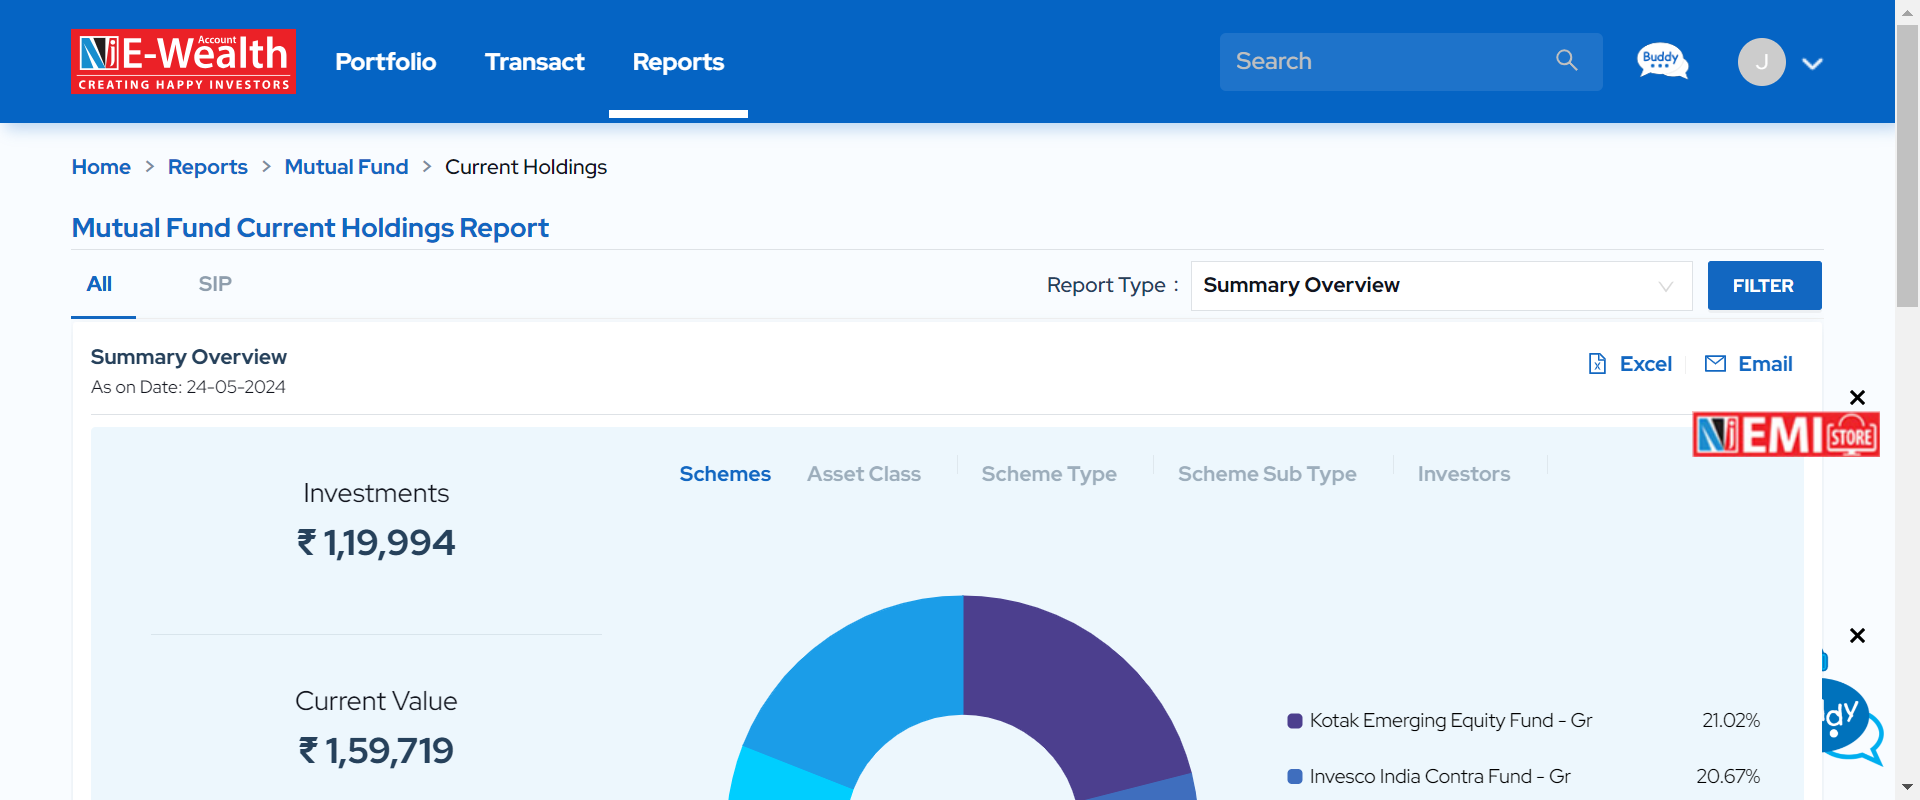 Account
E-Wealth
CREATING HAPPY INVESTORS
Portfolio
Transact
Reports
Search
Buddy
J
Home > Reports > Mutual Fund > Current Holdings
Mutual Fund Current Holdings Report
All
SIP
Report Type :
Summary Overview
FILTER
Summary Overview
As on Date: 24-05-2024
Excel
Email
EMI STORE
Schemes
Asset Class
Scheme Type
Scheme Sub Type
Investors
Investments
₹ 1,19,994
Current Value
₹ 1,59,719
Kotak Emerging Equity Fund - Gr 21.02%
Invesco India Contra Fund - Gr 20.67%